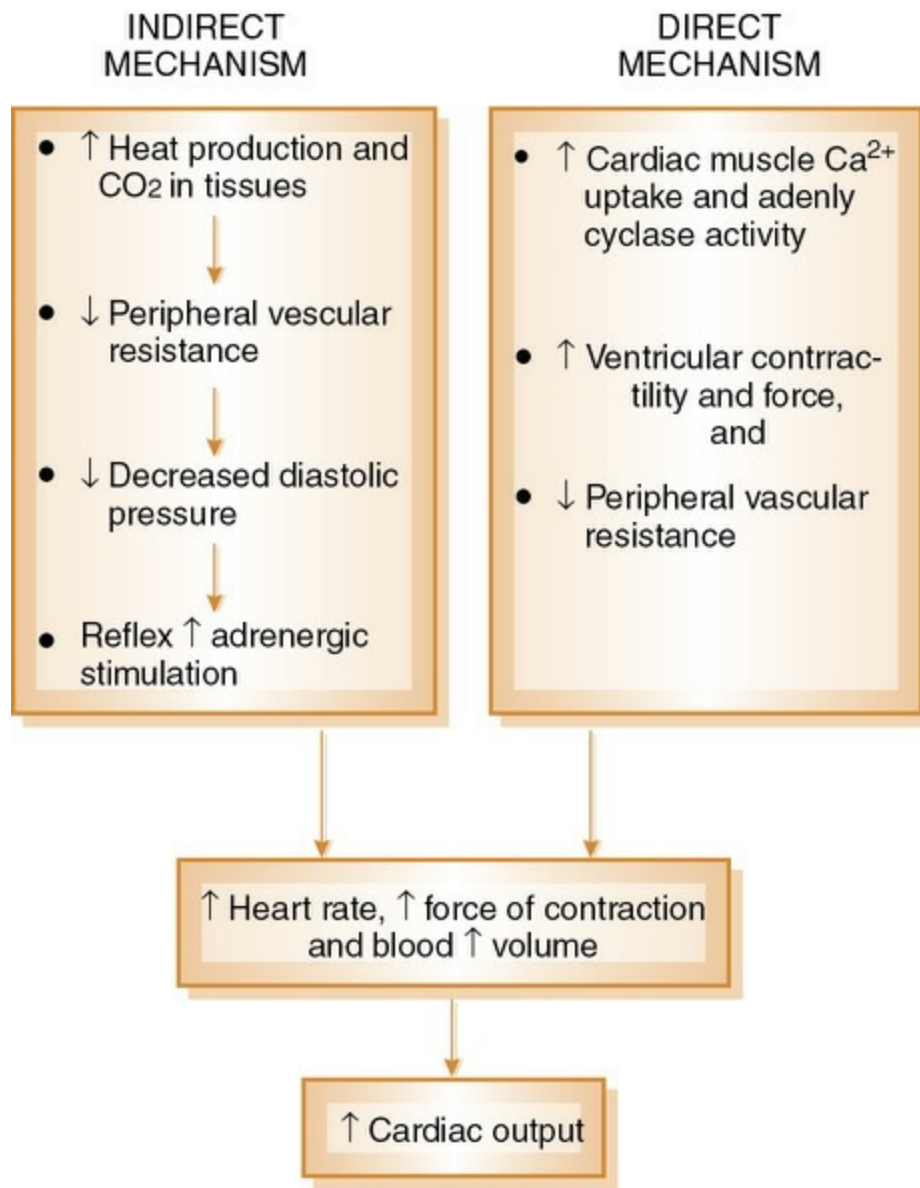 INDIRECT
MECHANISM
• ↑ Heat production and
CO2 in tissues
• ↓ Peripheral vascular
resistance
• ↓ Decreased diastolic
pressure
• Reflex ↑ adrenergic
stimulation
DIRECT
MECHANISM
• ↑ Cardiac muscle Ca²⁺
uptake and adenly
cyclase activity
• ↑ Ventricular contrrac-
tility and force,
and
• ↓ Peripheral vascular
resistance
↑ Heart rate, ↑ force of contraction
and blood ↑ volume
↑ Cardiac output